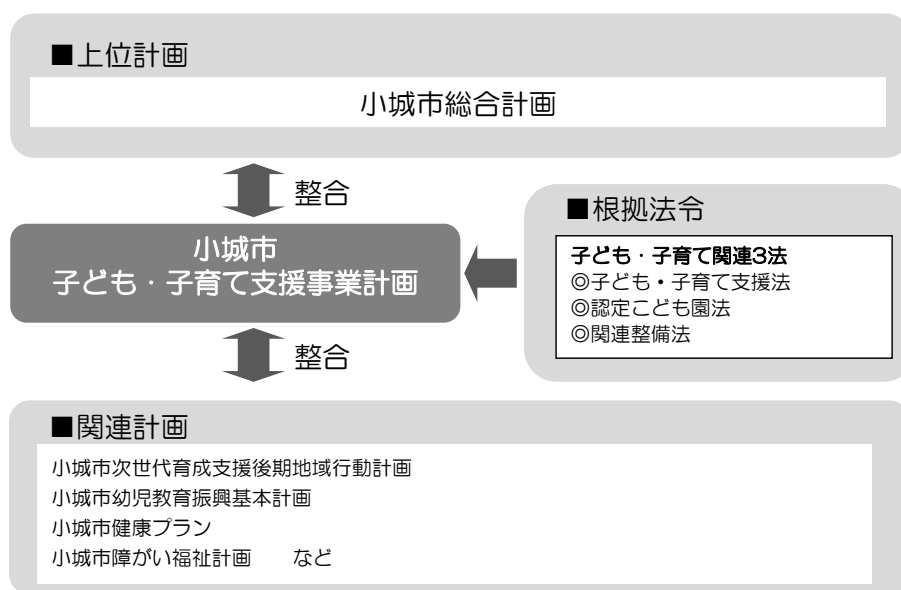 ■上位計画
小城市総合計画
整合
■根拠法令
子ども・子育て関連3法
◎子ども・子育て支援法
◎認定こども園法
◎関連整備法
小城市
子ども・子育て支援事業計画
整合
■関連計画
小城市次世代育成支援後期地域行動計画
小城市幼児教育振興基本計画
小城市健康プラン
小城市障がい福祉計画　　など